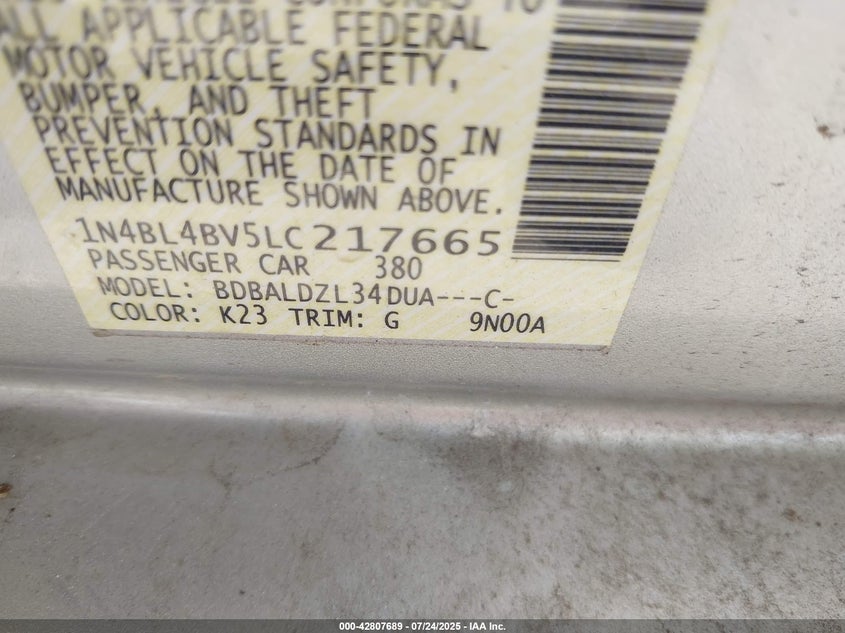 TO
ALL APPLICABLE FEDERAL
MOTOR VEHICLE SAFETY,
BUMPER, AND THEFT
PREVENTION STANDARDS IN
EFFECT ON THE DATE OF
MANUFACTURE SHOWN ABOVE.
1N4BL4BV5LC217665
PASSENGER CAR 380
MODEL: BDBALDZL34DUA---C-
COLOR: K23 TRIM: G 9N00A
000-42807689 - 07/24/2025 - IAA Inc.